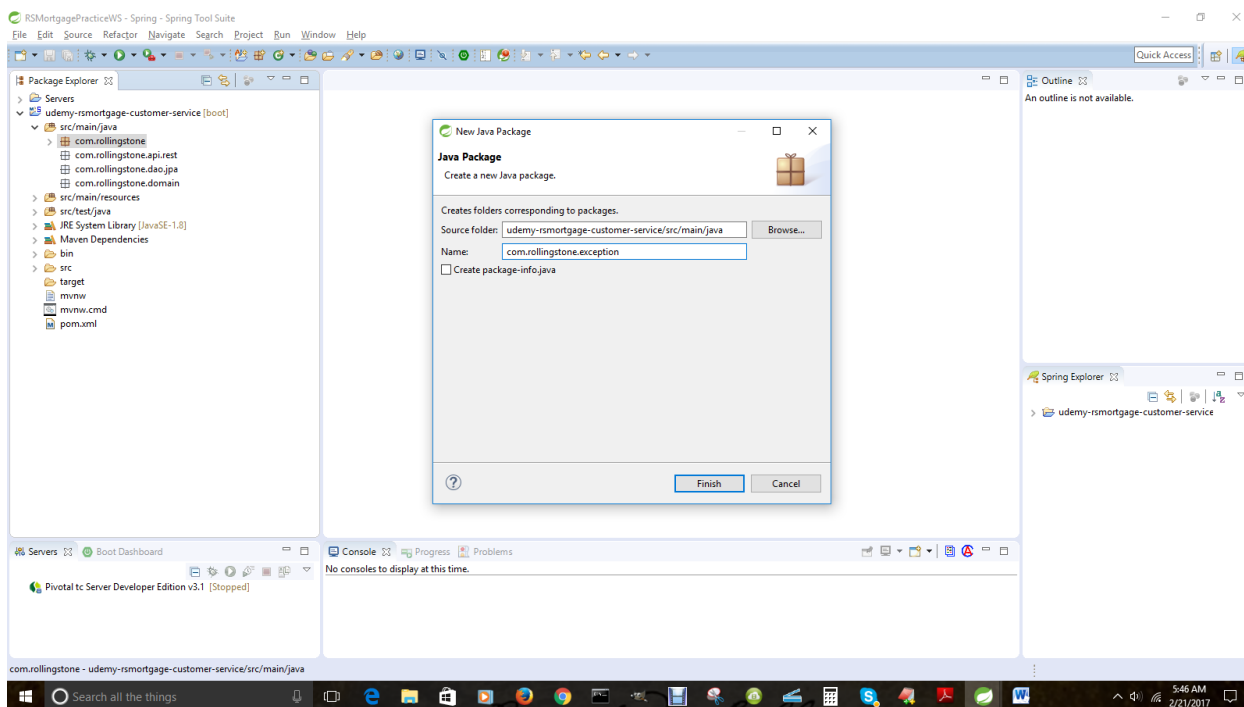 RSMortgagePracticeWS - Spring - Spring Tool Suite
File Edit Source Refactor Navigate Search Project Run Window Help
Quick Access
Package Explorer
Servers
udemy-rsmortgage-customer-service [boot]
src/main/java
com.rollingstone
com.rollingstone.api.rest
com.rollingstone.dao.jpa
com.rollingstone.domain
src/main/resources
src/test/java
JRE System Library [JavaSE-1.8]
Maven Dependencies
bin
src
target
mvnw
mvnw.cmd
pom.xml
New Java Package
Java Package
Create a new Java package.
Creates folders corresponding to packages.
Source folder: udemy-rsmortgage-customer-service/src/main/java Browse...
Name: com.rollingstone.exception
Create package-info.java
Finish Cancel
Outline
An outline is not available.
Spring Explorer
udemy-rsmortgage-customer-service
Servers Boot Dashboard
Pivotal tc Server Developer Edition v3.1 [Stopped]
Console Progress Problems
No consoles to display at this time.
com.rollingstone - udemy-rsmortgage-customer-service/src/main/java
Search all the things
5:46 AM
2/21/2017